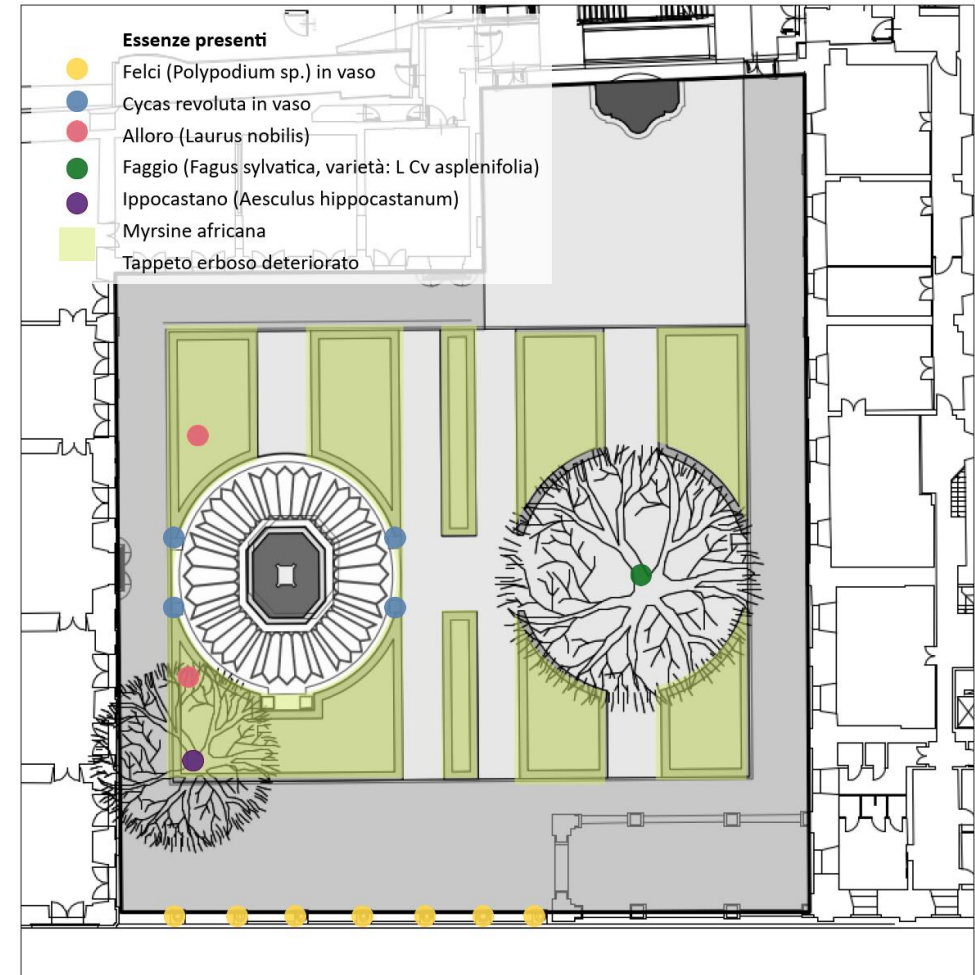 Essenze presenti
Felci (Polypodium sp.) in vaso
Cycas revoluta in vaso
Alloro (Laurus nobilis)
Faggio (Fagus sylvatica, varietà: L Cv asplenifolia)
Ippocastano (Aesculus hippocastanum)
Myrsine africana
Tappeto erboso deteriorato